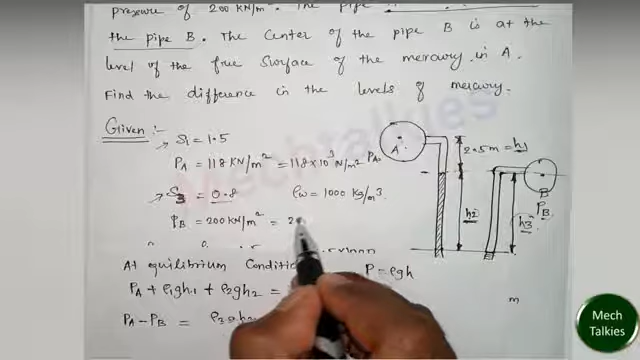 pressure of 200 KN/m². The pipe
the pipe B. The center of the pipe B is at the
level of the free surface of the mercury in A.
Find the difference in the levels of mercury.
Given :-
S1 = 1.5
PA = 118 KN/m² = 118×10³ N/m² Pa.
= 0.8 ρw = 1000 Kg/m³
PB = 200 KN/m² = 2
At equilibrium Condition P = ρgh
PA + ρ1gh1 + ρ2gh2 =
PA - PB =
A
2.5m = h1
h2
B
PB
h3
m
Mechtalkies
Mech
Talkies